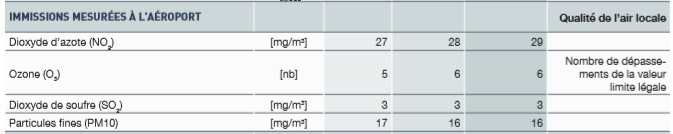 IMMISSIONS MESURÉES À L'AÉROPORT Qualité de l'air locale
Dioxyde d'azote (NO2) [mg/m³] 27 28 29
Ozone (O3) [nb] 5 6 6 Nombre de dépasse-
ments de la valeur
limite légale
Dioxyde de soufre (SO2) [mg/m³] 3 3 3
Particules fines (PM10) [mg/m³] 17 16 16